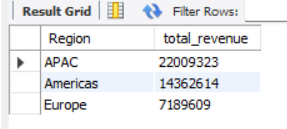 Result Grid Filter Rows:
Region total_revenue
APAC 22009323
Americas 14362614
Europe 7189609